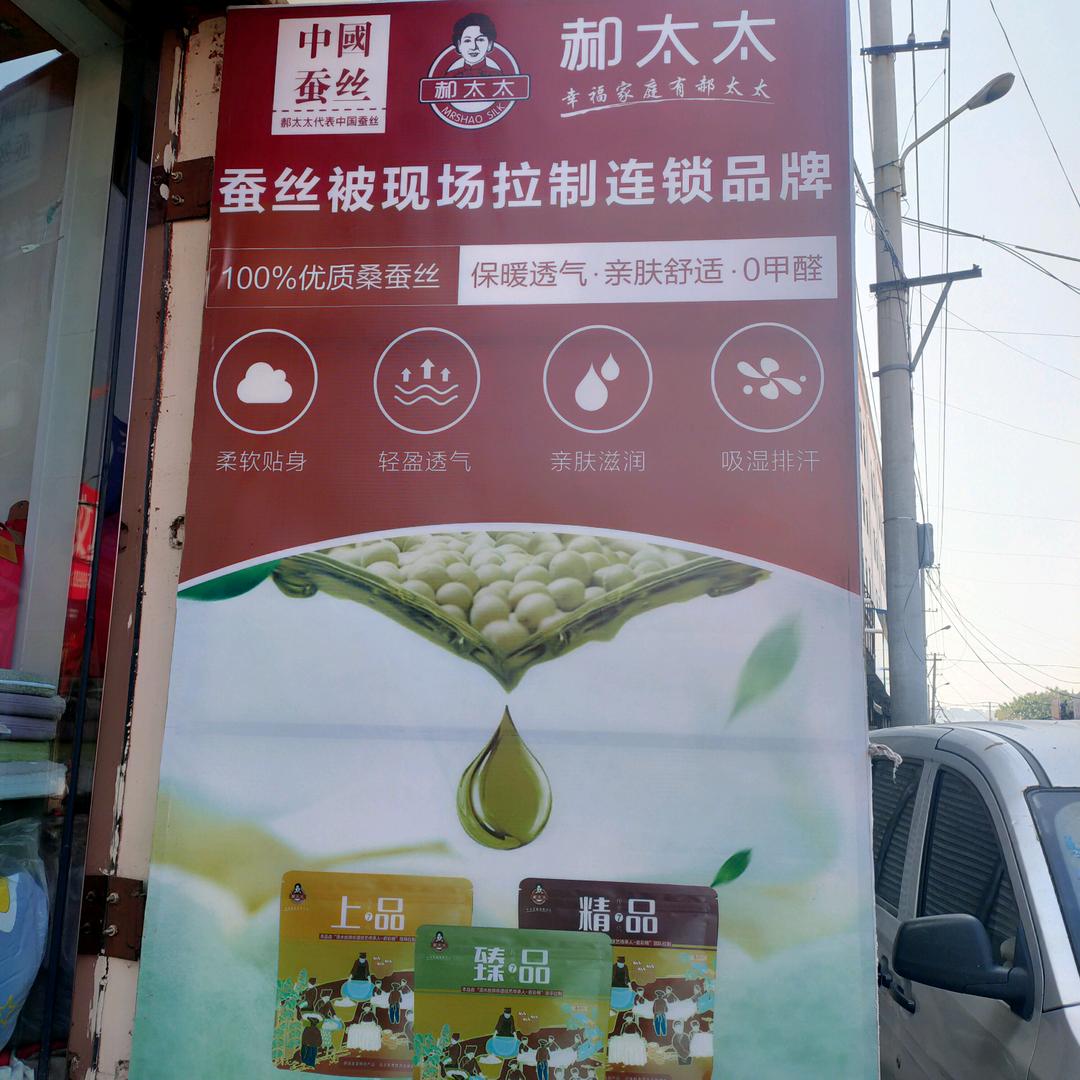 中國
蚕丝
郝太太代表中国蚕丝
郝太太
MRSHAO SILK
郝太太
幸福家庭有郝太太
蚕丝被现场拉制连锁品牌
100%优质桑蚕丝
保暖透气·亲肤舒适·0甲醛
柔软贴身
轻盈透气
亲肤滋润
吸湿排汗
上品
精品
臻品